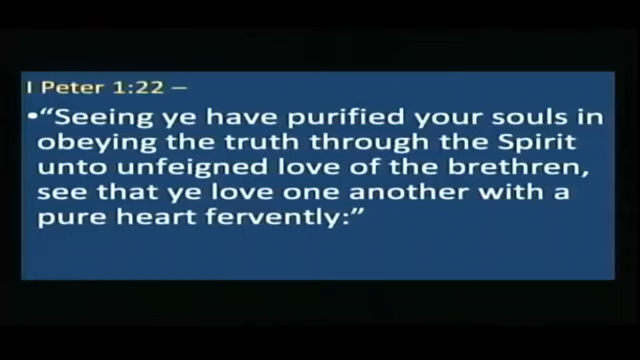 I Peter 1:22 –
•“Seeing ye have purified your souls in
obeying the truth through the Spirit
unto unfeigned love of the brethren,
see that ye love one another with a
pure heart fervently:”